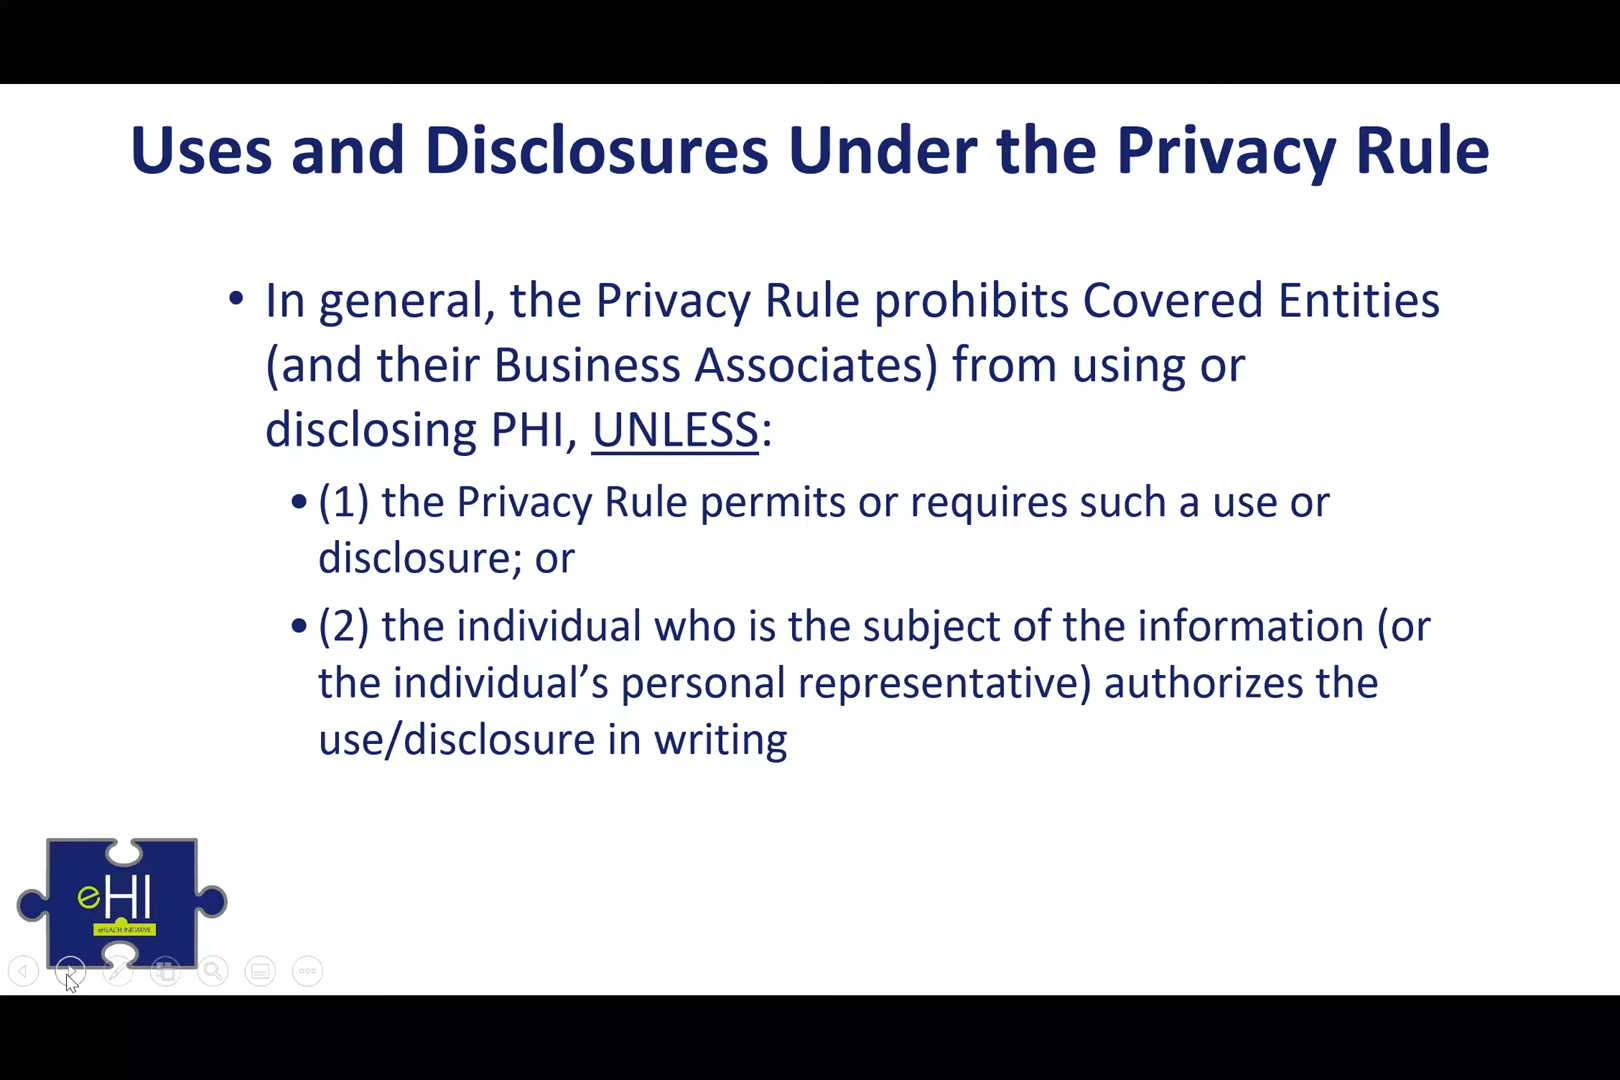 Uses and Disclosures Under the Privacy Rule
• In general, the Privacy Rule prohibits Covered Entities
(and their Business Associates) from using or
disclosing PHI, UNLESS:
• (1) the Privacy Rule permits or requires such a use or
disclosure; or
• (2) the individual who is the subject of the information (or
the individual’s personal representative) authorizes the
use/disclosure in writing
eHI
eHEALTH INITIATIVE